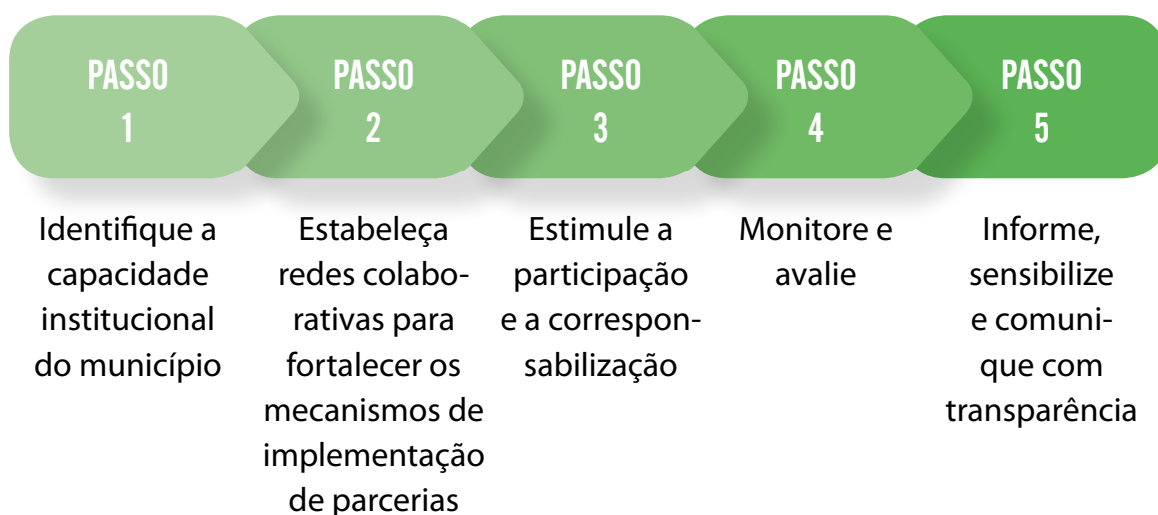 PASSO
1
Identifique a
capacidade
institucional
do município
PASSO
2
Estabeleça
redes colabo-
rativas para
fortalecer os
mecanismos de
implementação
de parcerias
PASSO
3
Estimule a
participação
e a correspon-
sabilização
PASSO
4
Monitore e
avalie
PASSO
5
Informe,
sensibilize
e comuni-
que com
transparência